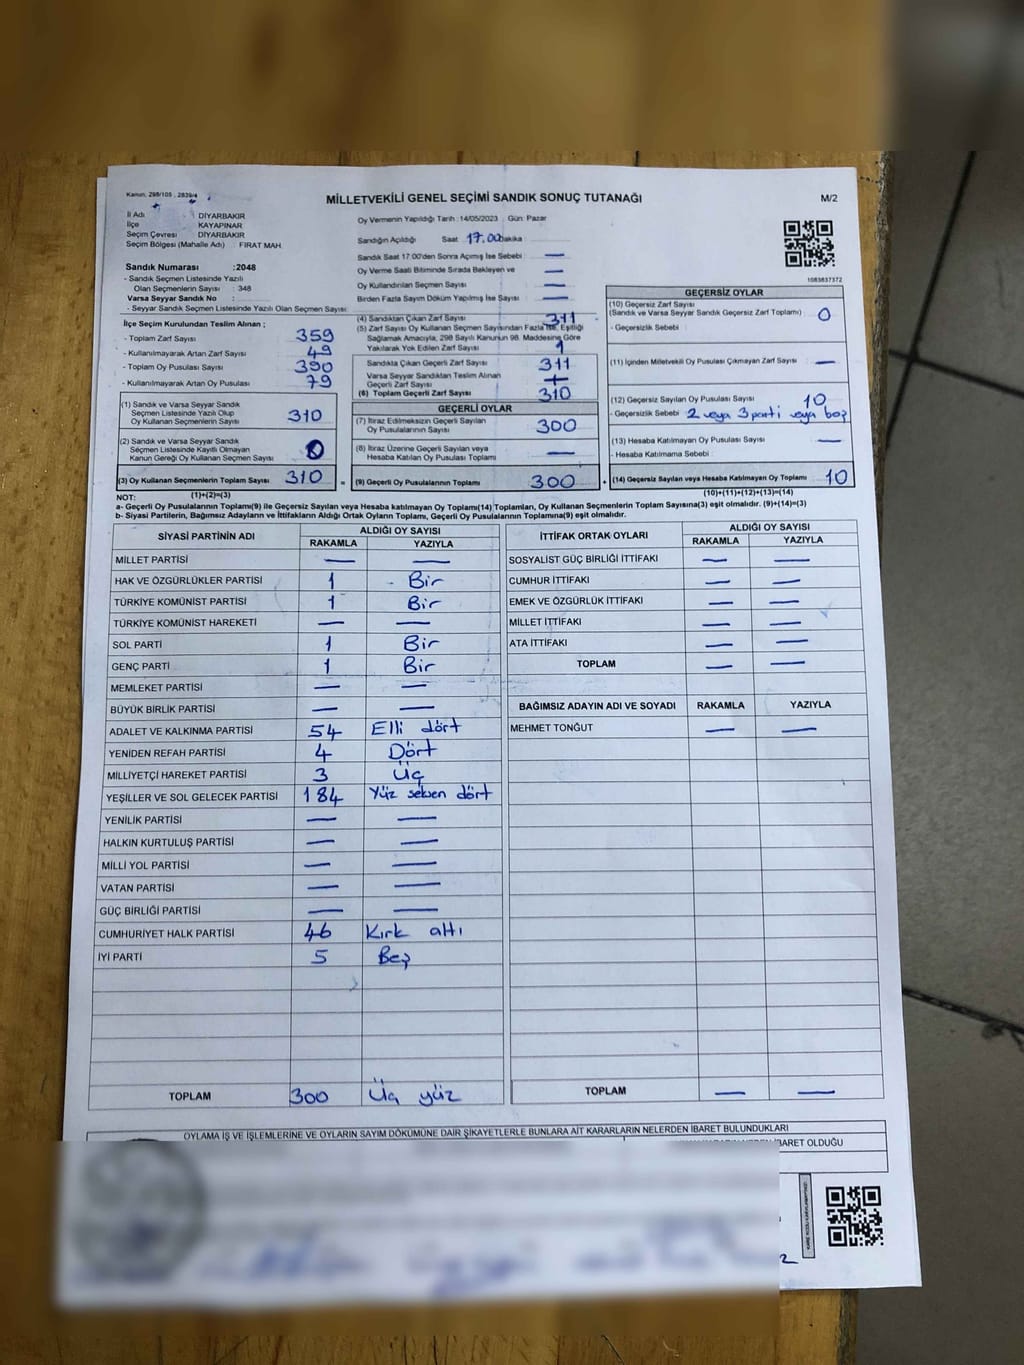 Kanun, 298/105 , 2839/4
MİLLETVEKİLİ GENEL SEÇİMİ SANDIK SONUÇ TUTANAĞI
M/2
İl Adı : DİYARBAKIR
İlçe : KAYAPINAR
Seçim Çevresi : DİYARBAKIR
Seçim Bölgesi (Mahalle Adı) : FIRAT MAH.
Sandık Numarası :2048
- Sandık Seçmen Listesinde Yazılı
Olan Seçmenlerin Sayısı : 348
Varsa Seyyar Sandık No :
- Seyyar Sandık Seçmen Listesinde Yazılı Olan Seçmen Sayısı:
İlçe Seçim Kurulundan Teslim Alınan ;
- Toplam Zarf Sayısı 359
- Kullanılmayarak Artan Zarf Sayısı 49
- Toplam Oy Pusulası Sayısı 390
- Kullanılmayarak Artan Oy Pusulası 79
(1) Sandık ve Varsa Seyyar Sandık
Seçmen Listesinde Yazılı Olup
Oy Kullanan Seçmenlerin Sayısı 310
(2) Sandık ve Varsa Seyyar Sandık
Seçmen Listesinde Kayıtlı Olmayan
Kanun Gereği Oy Kullanan Seçmen Sayısı 0
(3) Oy Kullanan Seçmenlerin Toplam Sayısı 310
Oy Vermenin Yapıldığı Tarih : 14/05/2023 Gün: Pazar
Sandığın Açıldığı Saat 17.00 Dakika
Sandık Saat 17.00'den Sonra Açımış İse Sebebi : —
Oy Verme Saati Bitiminde Sırada Bekleyen ve —
Oy Kullandırılan Seçmen Sayısı —
Birden Fazla Sayım Döküm Yapılmış İse Sayısı —
(4) Sandıktan Çıkan Zarf Sayısı 311
(5) Zarf Sayısı Oy Kullanan Seçmen Sayısından Fazla İse, Eşitliği
Sağlamak Amacıyla, 298 Sayılı Kanunun 98. Maddesine Göre
Yakılarak Yok Edilen Zarf Sayısı 1
Sandıkta Çıkan Geçerli Zarf Sayısı 311
Varsa Seyyar Sandıktan Teslim Alınan
Geçerli Zarf Sayısı
(6) Toplam Geçerli Zarf Sayısı 310
GEÇERLİ OYLAR
(7) İtiraz Edilmeksizin Geçerli Sayılan
Oy Pusulalarının Sayısı 300
(8) İtiraz Üzerine Geçerli Sayılan veya
Hesaba Katılan Oy Pusulası Toplamı —
= (9) Geçerli Oy Pusulalarının Toplamı 300 +
1083837372
GEÇERSİZ OYLAR
(10) Geçersiz Zarf Sayısı
(Sandık ve Varsa Seyyar Sandık Geçersiz Zarf Toplamı) 0
- Geçersizlik Sebebi :
(11) İçinden Milletvekili Oy Pusulası Çıkmayan Zarf Sayısı —
(12) Geçersiz Sayılan Oy Pusulası Sayısı 10
- Geçersizlik Sebebi : 2 veya 3 parti veya boş
(13) Hesaba Katılmayan Oy Pusulası Sayısı —
- Hesaba Katılmama Sebebi
(14) Geçersiz Sayılan veya Hesaba Katılmayan Oy Toplamı 10
NOT: (1)+(2)=(3) (10)+(11)+(12)+(13)=(14)
a- Geçerli Oy Pusulalarının Toplamı(9) ile Geçersiz Sayılan veya Hesaba katılmayan Oy Toplamı(14) Toplamları, Oy Kullanan Seçmenlerin Toplam Sayısına(3) eşit olmalıdır. (9)+(14)=(3)
b- Siyasi Partilerin, Bağımsız Adayların ve İttifakların Aldığı Ortak Oyların Toplamı, Geçerli Oy Pusulalarının Toplamına(9) eşit olmalıdır.
SİYASİ PARTİNİN ADI ALDIĞI OY SAYISI
RAKAMLA YAZIYLA
MİLLET PARTİSİ — —
HAK VE ÖZGÜRLÜKLER PARTİSİ 1 Bir
TÜRKİYE KOMÜNİST PARTİSİ 1 Bir
TÜRKİYE KOMÜNİST HAREKETİ — —
SOL PARTİ 1 Bir
GENÇ PARTİ 1 Bir
MEMLEKET PARTİSİ — —
BÜYÜK BİRLİK PARTİSİ — —
ADALET VE KALKINMA PARTİSİ 54 Elli dört
YENİDEN REFAH PARTİSİ 4 Dört
MİLLİYETÇİ HAREKET PARTİSİ 3 Üç
YEŞİLLER VE SOL GELECEK PARTİSİ 184 Yüz seksen dört
YENİLİK PARTİSİ — —
HALKIN KURTULUŞ PARTİSİ — —
MİLLİ YOL PARTİSİ — —
VATAN PARTİSİ — —
GÜÇ BİRLİĞİ PARTİSİ — —
CUMHURİYET HALK PARTİSİ 46 Kırk altı
İYİ PARTİ 5 Beş
TOPLAM 300 Üç yüz
İTTİFAK ORTAK OYLARI ALDIĞI OY SAYISI
RAKAMLA YAZIYLA
SOSYALİST GÜÇ BİRLİĞİ İTTİFAKI — —
CUMHUR İTTİFAKI — —
EMEK VE ÖZGÜRLÜK İTTİFAKI — —
MİLLET İTTİFAKI — —
ATA İTTİFAKI — —
TOPLAM — —
BAĞIMSIZ ADAYIN ADI VE SOYADI RAKAMLA YAZIYLA
MEHMET TONĞUT — —
TOPLAM — —
OYLAMA İŞ VE İŞLEMLERİNE VE OYLARIN SAYIM DÖKÜMÜNE DAİR ŞİKAYETLERLE BUNLARA AİT KARARLARIN NELERDEN İBARET BULUNDUKLARI
İBARET OLDUĞU